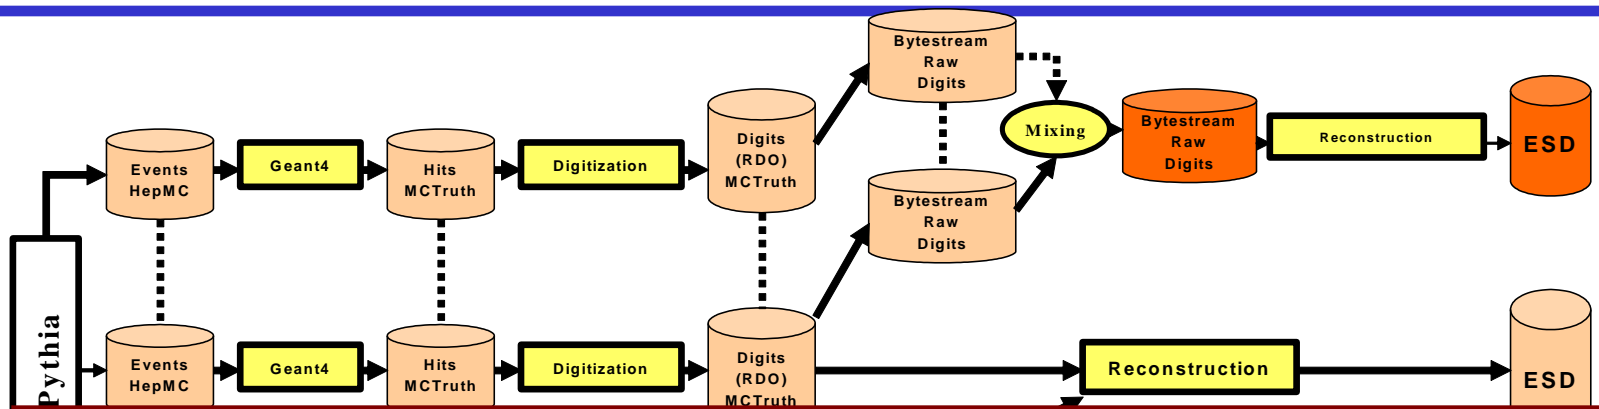 Bytestream
Raw
Digits
Mixing
Bytestream
Raw
Digits
Reconstruction
ESD
Events
HepMC
Geant4
Hits
MCTruth
Digitization
Digits
(RDO)
MCTruth
Bytestream
Raw
Digits
Pythia
Events
HepMC
Geant4
Hits
MCTruth
Digitization
Digits
(RDO)
MCTruth
Reconstruction
ESD